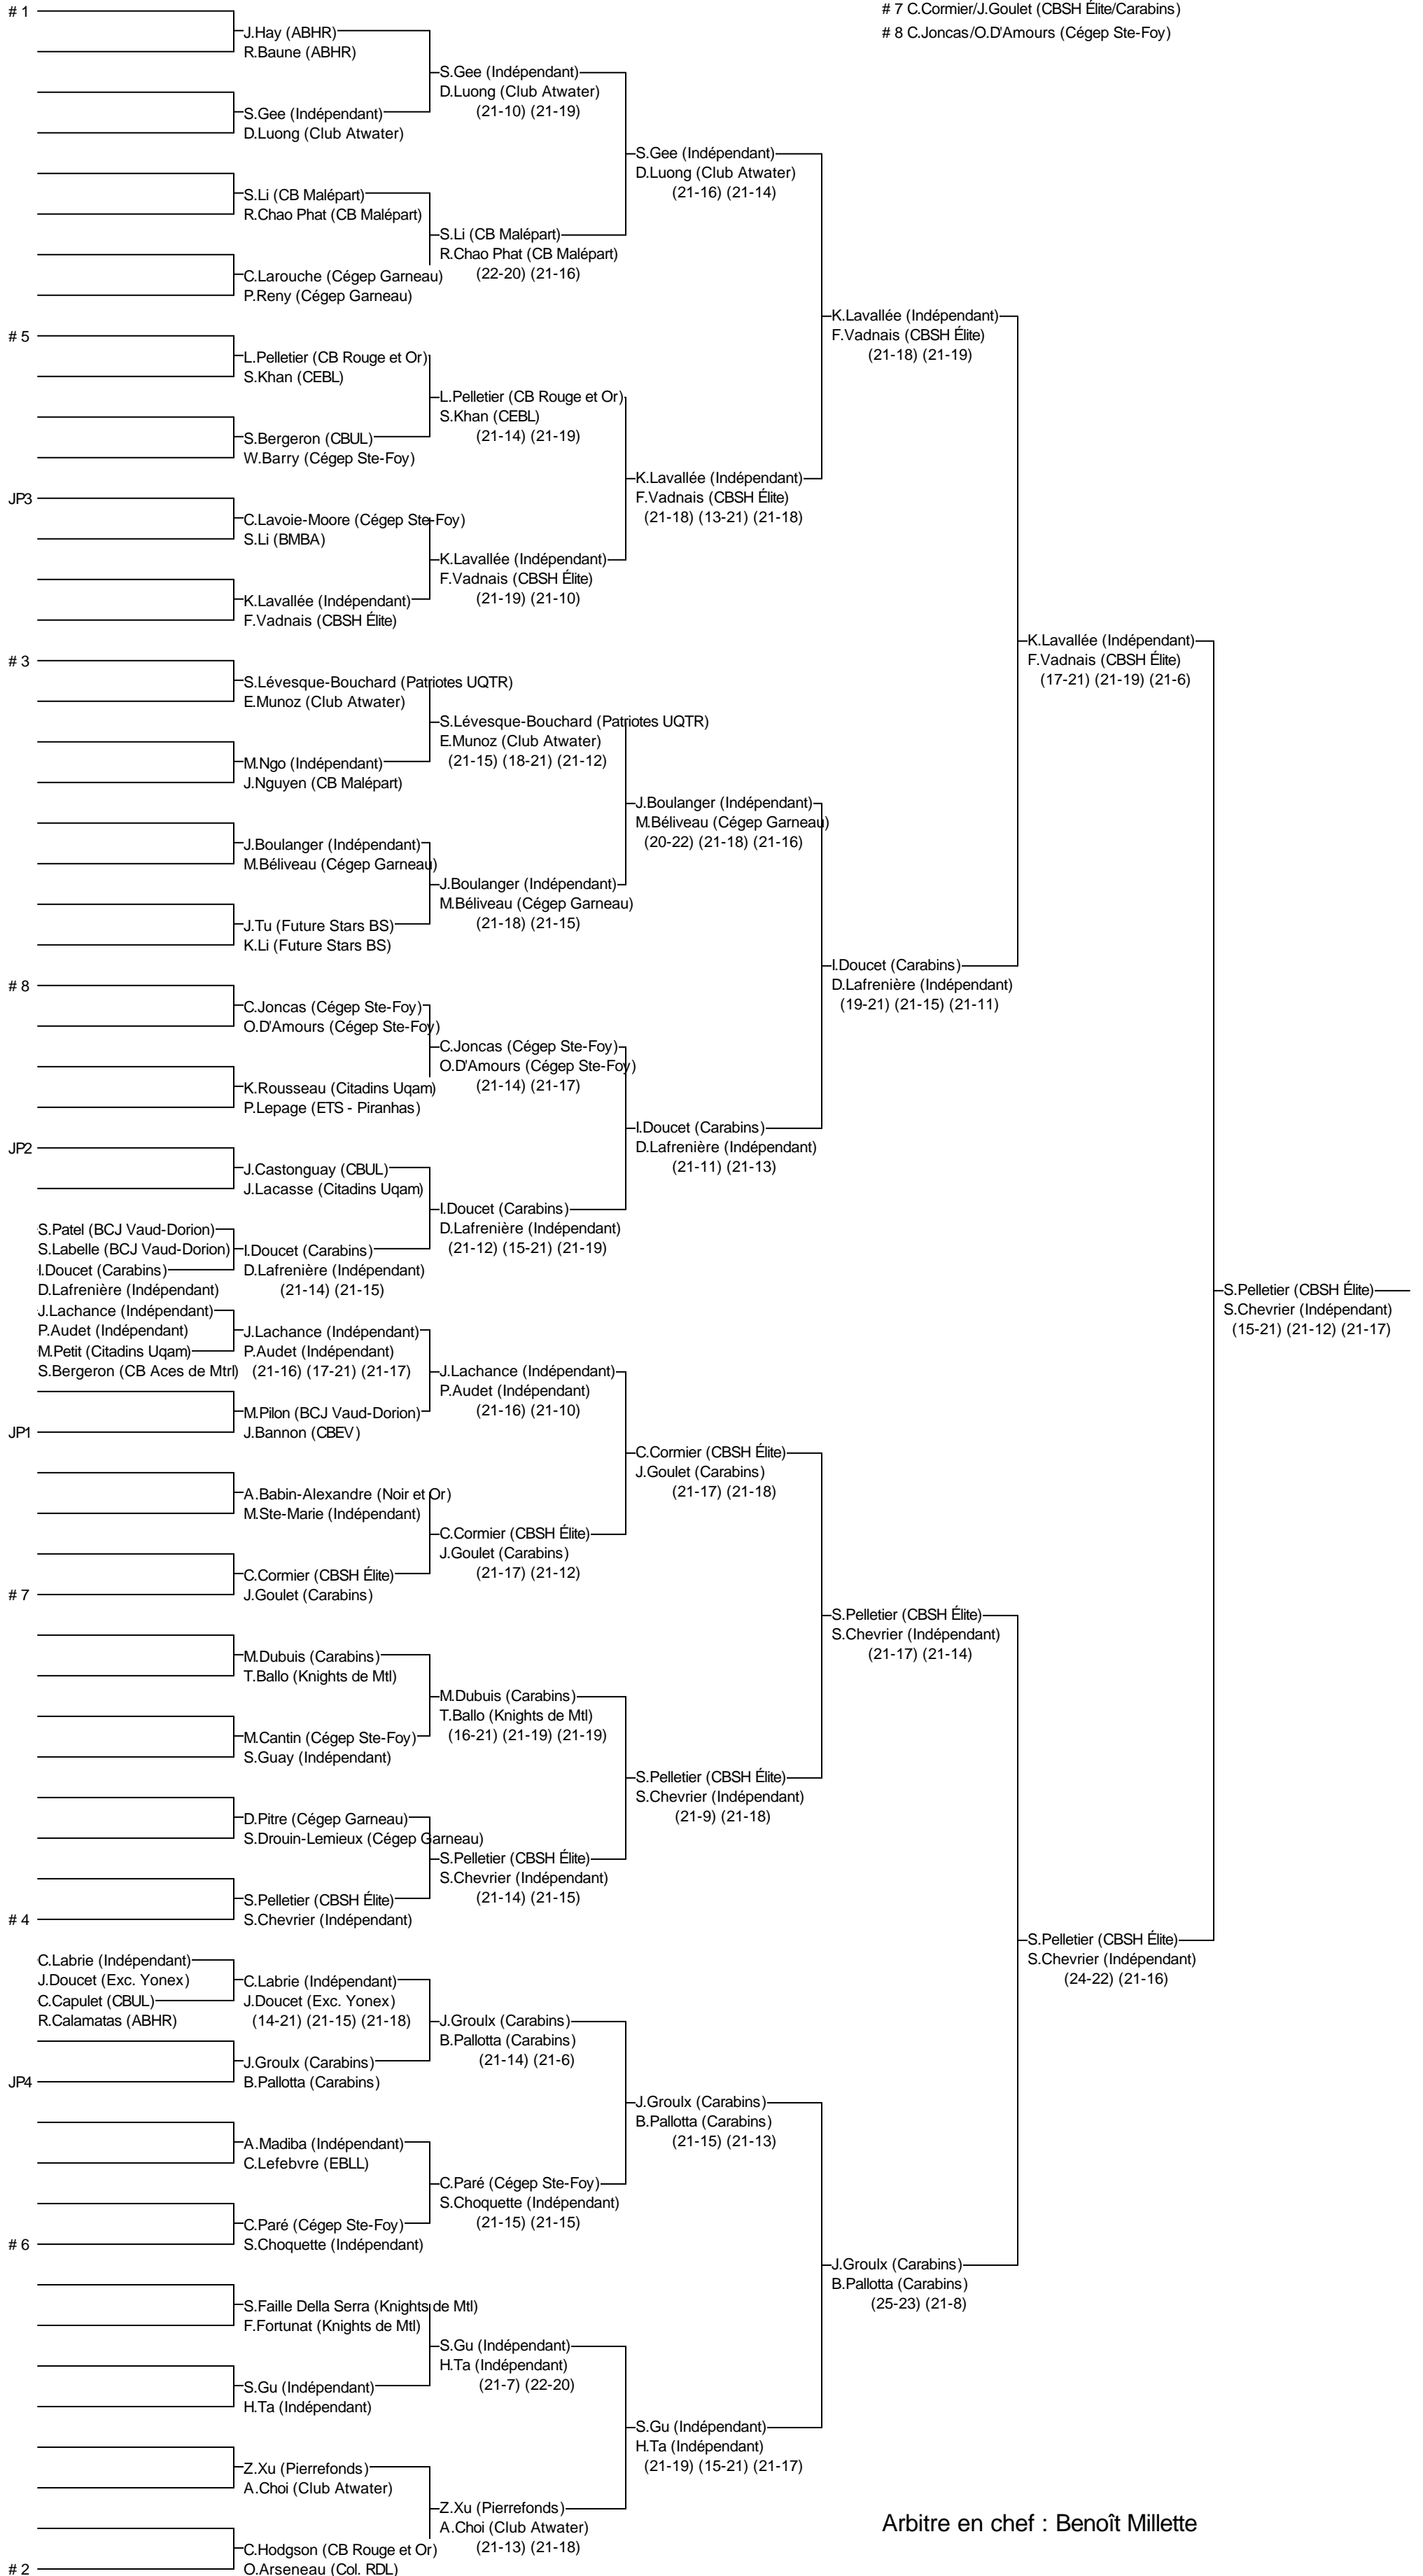 # 7 C.Cormier/J.Goulet (CBSH Élite/Carabins)
# 8 C.Joncas/O.D'Amours (Cégep Ste-Foy)
# 1
J.Hay (ABHR)
R.Baune (ABHR)
S.Gee (Indépendant)
D.Luong (Club Atwater)
(21-10) (21-19)
S.Gee (Indépendant)
D.Luong (Club Atwater)
S.Gee (Indépendant)
D.Luong (Club Atwater)
(21-16) (21-14)
S.Li (CB Malépart)
R.Chao Phat (CB Malépart)
S.Li (CB Malépart)
R.Chao Phat (CB Malépart)
(22-20) (21-16)
C.Larouche (Cégep Garneau)
P.Reny (Cégep Garneau)
K.Lavallée (Indépendant)
F.Vadnais (CBSH Élite)
(21-18) (21-19)
# 5
L.Pelletier (CB Rouge et Or)
S.Khan (CEBL)
L.Pelletier (CB Rouge et Or)
S.Khan (CEBL)
(21-14) (21-19)
S.Bergeron (CBUL)
W.Barry (Cégep Ste-Foy)
K.Lavallée (Indépendant)
F.Vadnais (CBSH Élite)
(21-18) (13-21) (21-18)
JP3
C.Lavoie-Moore (Cégep Ste-Foy)
S.Li (BMBA)
K.Lavallée (Indépendant)
F.Vadnais (CBSH Élite)
(21-19) (21-10)
K.Lavallée (Indépendant)
F.Vadnais (CBSH Élite)
K.Lavallée (Indépendant)
F.Vadnais (CBSH Élite)
(17-21) (21-19) (21-6)
# 3
S.Lévesque-Bouchard (Patriotes UQTR)
E.Munoz (Club Atwater)
S.Lévesque-Bouchard (Patriotes UQTR)
E.Munoz (Club Atwater)
(21-15) (18-21) (21-12)
M.Ngo (Indépendant)
J.Nguyen (CB Malépart)
J.Boulanger (Indépendant)
M.Béliveau (Cégep Garneau)
(20-22) (21-18) (21-16)
J.Boulanger (Indépendant)
M.Béliveau (Cégep Garneau)
J.Boulanger (Indépendant)
M.Béliveau (Cégep Garneau)
(21-18) (21-15)
J.Tu (Future Stars BS)
K.Li (Future Stars BS)
I.Doucet (Carabins)
D.Lafrenière (Indépendant)
(19-21) (21-15) (21-11)
# 8
C.Joncas (Cégep Ste-Foy)
O.D'Amours (Cégep Ste-Foy)
C.Joncas (Cégep Ste-Foy)
O.D'Amours (Cégep Ste-Foy)
(21-14) (21-17)
K.Rousseau (Citadins Uqam)
P.Lepage (ETS - Piranhas)
I.Doucet (Carabins)
D.Lafrenière (Indépendant)
(21-11) (21-13)
JP2
J.Castonguay (CBUL)
J.Lacasse (Citadins Uqam)
I.Doucet (Carabins)
D.Lafrenière (Indépendant)
(21-12) (15-21) (21-19)
S.Patel (BCJ Vaud-Dorion)
S.Labelle (BCJ Vaud-Dorion)
I.Doucet (Carabins)
D.Lafrenière (Indépendant)
I.Doucet (Carabins)
D.Lafrenière (Indépendant)
(21-14) (21-15)
S.Pelletier (CBSH Élite)
S.Chevrier (Indépendant)
(15-21) (21-12) (21-17)
J.Lachance (Indépendant)
P.Audet (Indépendant)
M.Petit (Citadins Uqam)
S.Bergeron (CB Aces de Mtrl)
J.Lachance (Indépendant)
P.Audet (Indépendant)
(21-16) (17-21) (21-17)
J.Lachance (Indépendant)
P.Audet (Indépendant)
(21-16) (21-10)
M.Pilon (BCJ Vaud-Dorion)
J.Bannon (CBEV)
JP1
C.Cormier (CBSH Élite)
J.Goulet (Carabins)
(21-17) (21-18)
A.Babin-Alexandre (Noir et Or)
M.Ste-Marie (Indépendant)
C.Cormier (CBSH Élite)
J.Goulet (Carabins)
(21-17) (21-12)
C.Cormier (CBSH Élite)
J.Goulet (Carabins)
# 7
S.Pelletier (CBSH Élite)
S.Chevrier (Indépendant)
(21-17) (21-14)
M.Dubuis (Carabins)
T.Ballo (Knights de Mtl)
M.Dubuis (Carabins)
T.Ballo (Knights de Mtl)
(16-21) (21-19) (21-19)
M.Cantin (Cégep Ste-Foy)
S.Guay (Indépendant)
S.Pelletier (CBSH Élite)
S.Chevrier (Indépendant)
(21-9) (21-18)
D.Pitre (Cégep Garneau)
S.Drouin-Lemieux (Cégep Garneau)
S.Pelletier (CBSH Élite)
S.Chevrier (Indépendant)
(21-14) (21-15)
S.Pelletier (CBSH Élite)
S.Chevrier (Indépendant)
# 4
S.Pelletier (CBSH Élite)
S.Chevrier (Indépendant)
(24-22) (21-16)
C.Labrie (Indépendant)
J.Doucet (Exc. Yonex)
C.Capulet (CBUL)
R.Calamatas (ABHR)
C.Labrie (Indépendant)
J.Doucet (Exc. Yonex)
(14-21) (21-15) (21-18)
J.Groulx (Carabins)
B.Pallotta (Carabins)
(21-14) (21-6)
J.Groulx (Carabins)
B.Pallotta (Carabins)
JP4
J.Groulx (Carabins)
B.Pallotta (Carabins)
(21-15) (21-13)
A.Madiba (Indépendant)
C.Lefebvre (EBLL)
C.Paré (Cégep Ste-Foy)
S.Choquette (Indépendant)
(21-15) (21-15)
C.Paré (Cégep Ste-Foy)
S.Choquette (Indépendant)
# 6
J.Groulx (Carabins)
B.Pallotta (Carabins)
(25-23) (21-8)
S.Faille Della Serra (Knights de Mtl)
F.Fortunat (Knights de Mtl)
S.Gu (Indépendant)
H.Ta (Indépendant)
(21-7) (22-20)
S.Gu (Indépendant)
H.Ta (Indépendant)
S.Gu (Indépendant)
H.Ta (Indépendant)
(21-19) (15-21) (21-17)
Z.Xu (Pierrefonds)
A.Choi (Club Atwater)
Z.Xu (Pierrefonds)
A.Choi (Club Atwater)
(21-13) (21-18)
C.Hodgson (CB Rouge et Or)
O.Arseneau (Col. RDL)
# 2
Arbitre en chef : Benoît Millette